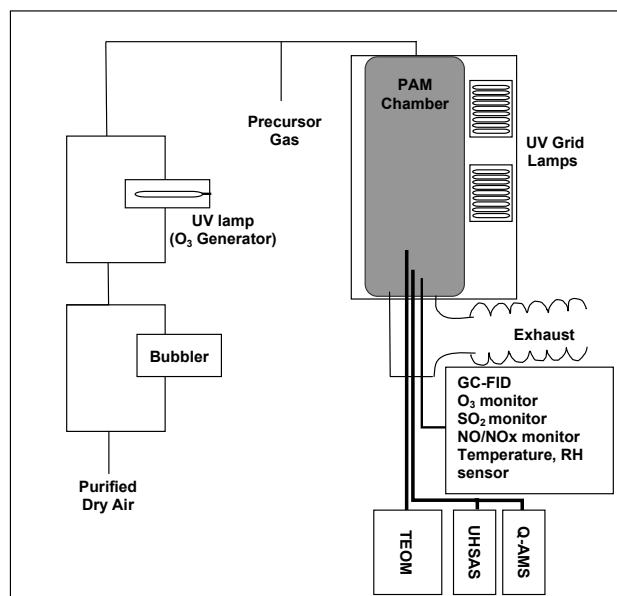 PAM
Chamber
Precursor
Gas
UV Grid
Lamps
UV lamp
(O₃ Generator)
Bubbler
Exhaust
GC-FID
O₃ monitor
SO₂ monitor
NO/NOx monitor
Temperature, RH
sensor
Purified
Dry Air
TEOM
UHSAS
Q-AMS